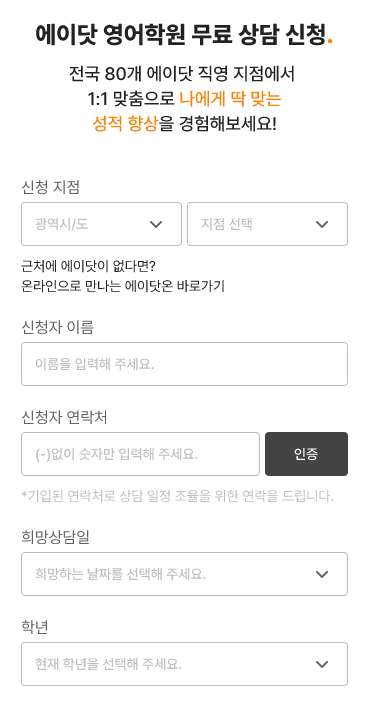 에이닷 영어학원 무료 상담 신청.
전국 80개 에이닷 직영 지점에서
1:1 맞춤으로 나에게 딱 맞는
성적 향상을 경험해보세요!
신청 지점
광역시/도 지점 선택
근처에 에이닷이 없다면?
온라인으로 만나는 에이닷온 바로가기
신청자 이름
이름을 입력해 주세요.
신청자 연락처
(-)없이 숫자만 입력해 주세요. 인증
*기입된 연락처로 상담 일정 조율을 위한 연락을 드립니다.
희망상담일
희망하는 날짜를 선택해 주세요.
학년
현재 학년을 선택해 주세요.